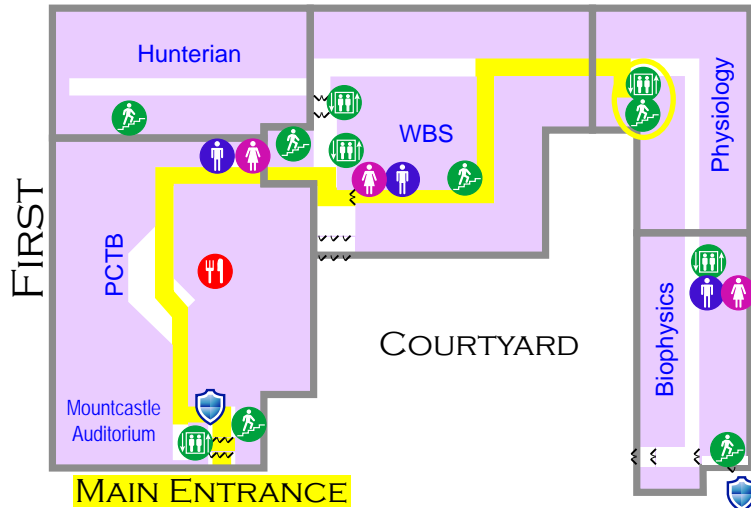 Hunterian
WBS
Physiology
FIRST
PCTB
COURTYARD
Biophysics
Mountcastle
Auditorium
MAIN ENTRANCE